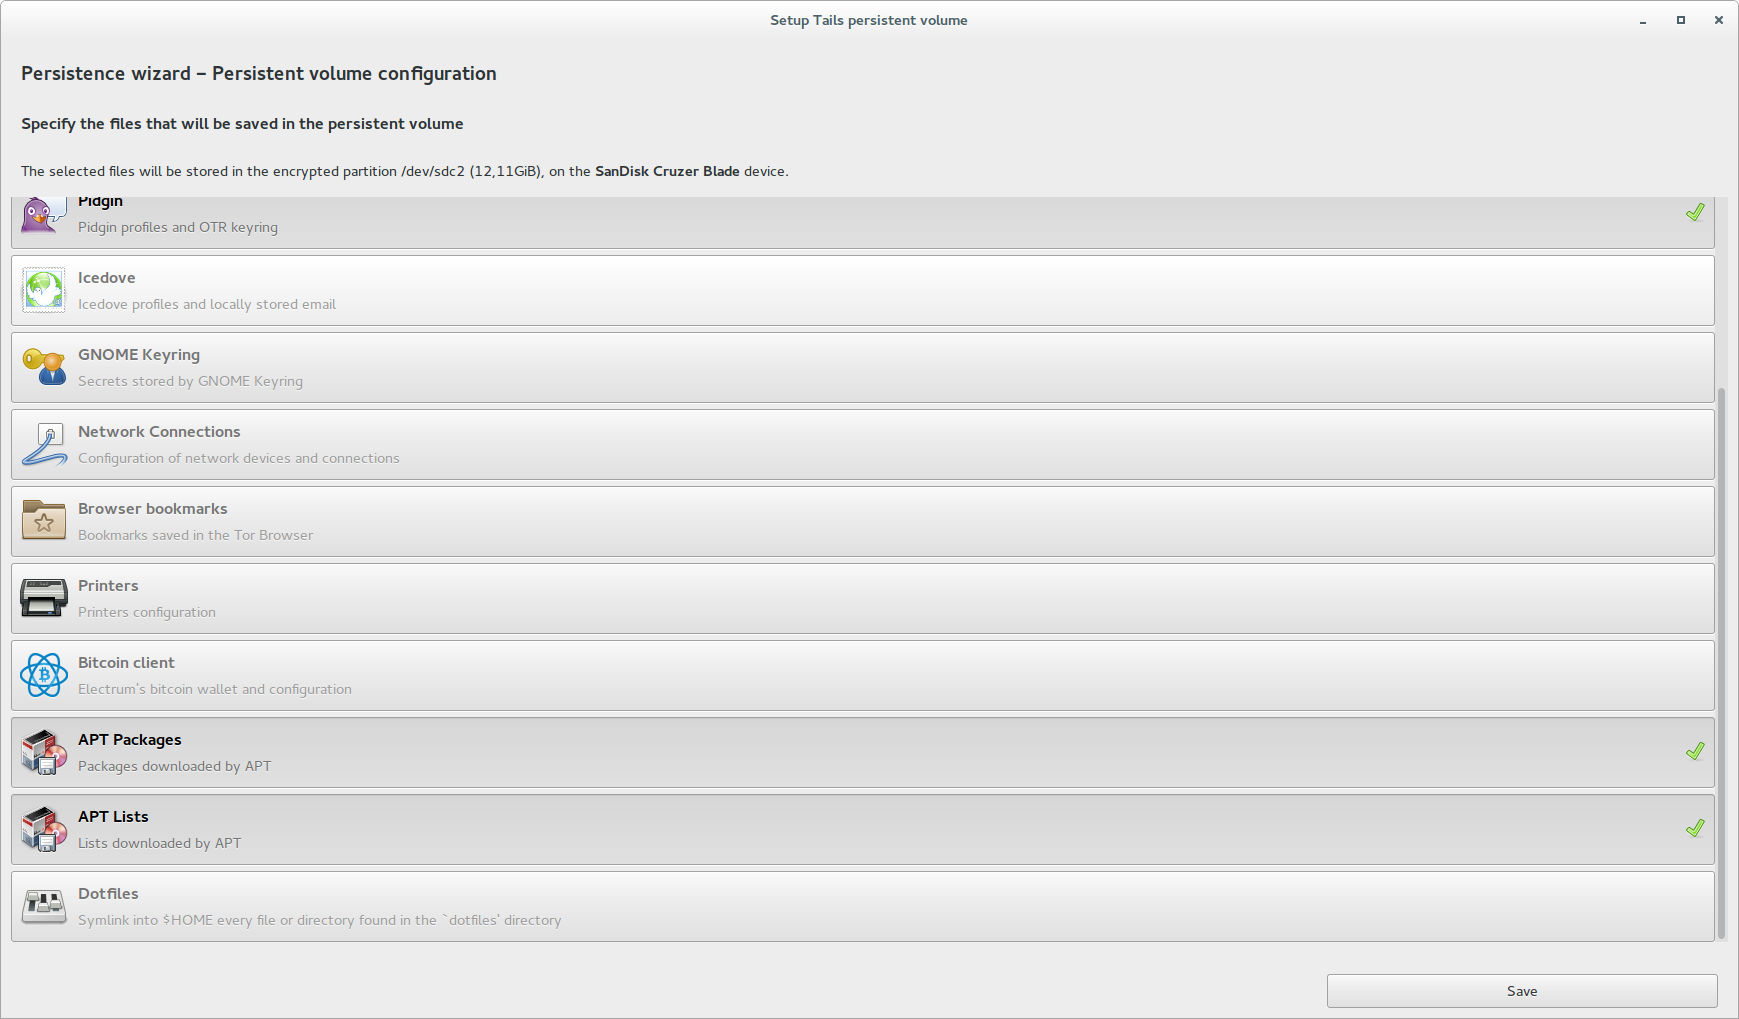 Setup Tails persistent volume
Persistence wizard – Persistent volume configuration
Specify the files that will be saved in the persistent volume
The selected files will be stored in the encrypted partition /dev/sdc2 (12,11GiB), on the SanDisk Cruzer Blade device.
Pidgin
Pidgin profiles and OTR keyring
Icedove
Icedove profiles and locally stored email
GNOME Keyring
Secrets stored by GNOME Keyring
Network Connections
Configuration of network devices and connections
Browser bookmarks
Bookmarks saved in the Tor Browser
Printers
Printers configuration
Bitcoin client
Electrum's bitcoin wallet and configuration
APT Packages
Packages downloaded by APT
APT Lists
Lists downloaded by APT
Dotfiles
Symlink into $HOME every file or directory found in the `dotfiles' directory
Save